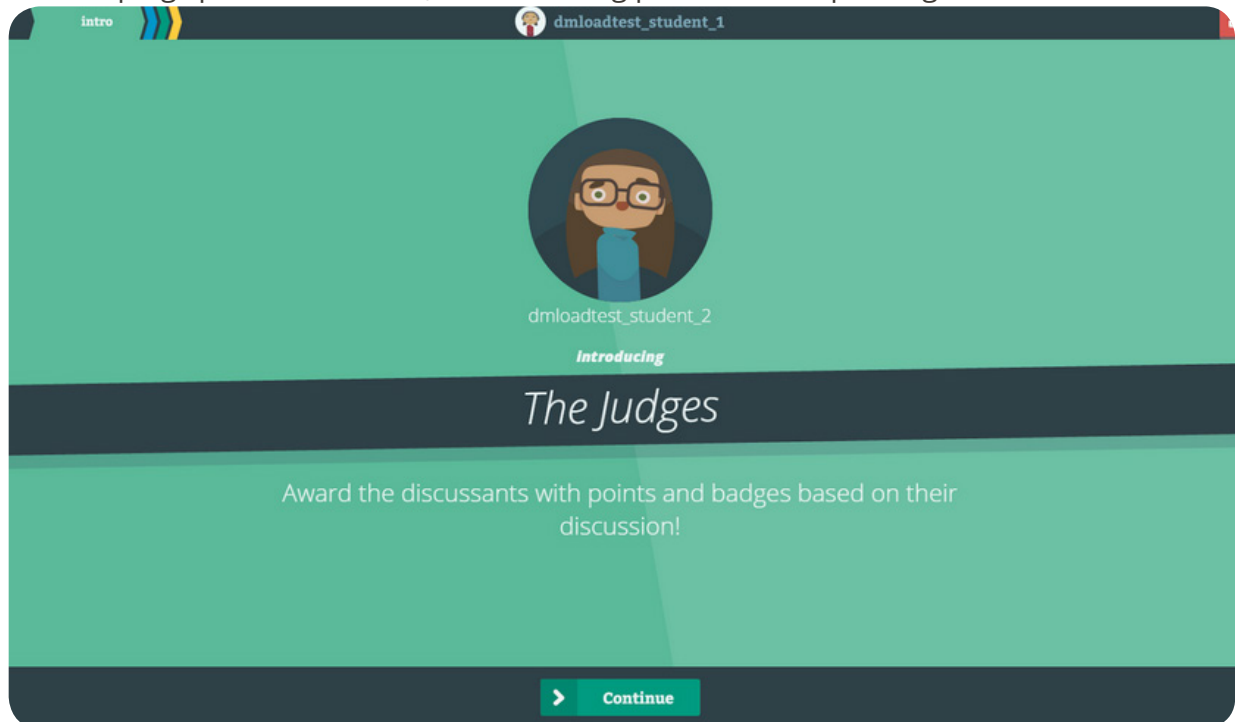 intro
dmloadtest_student_1
dmloadtest_student_2
introducing
The Judges
Award the discussants with points and badges based on their
discussion!
Continue